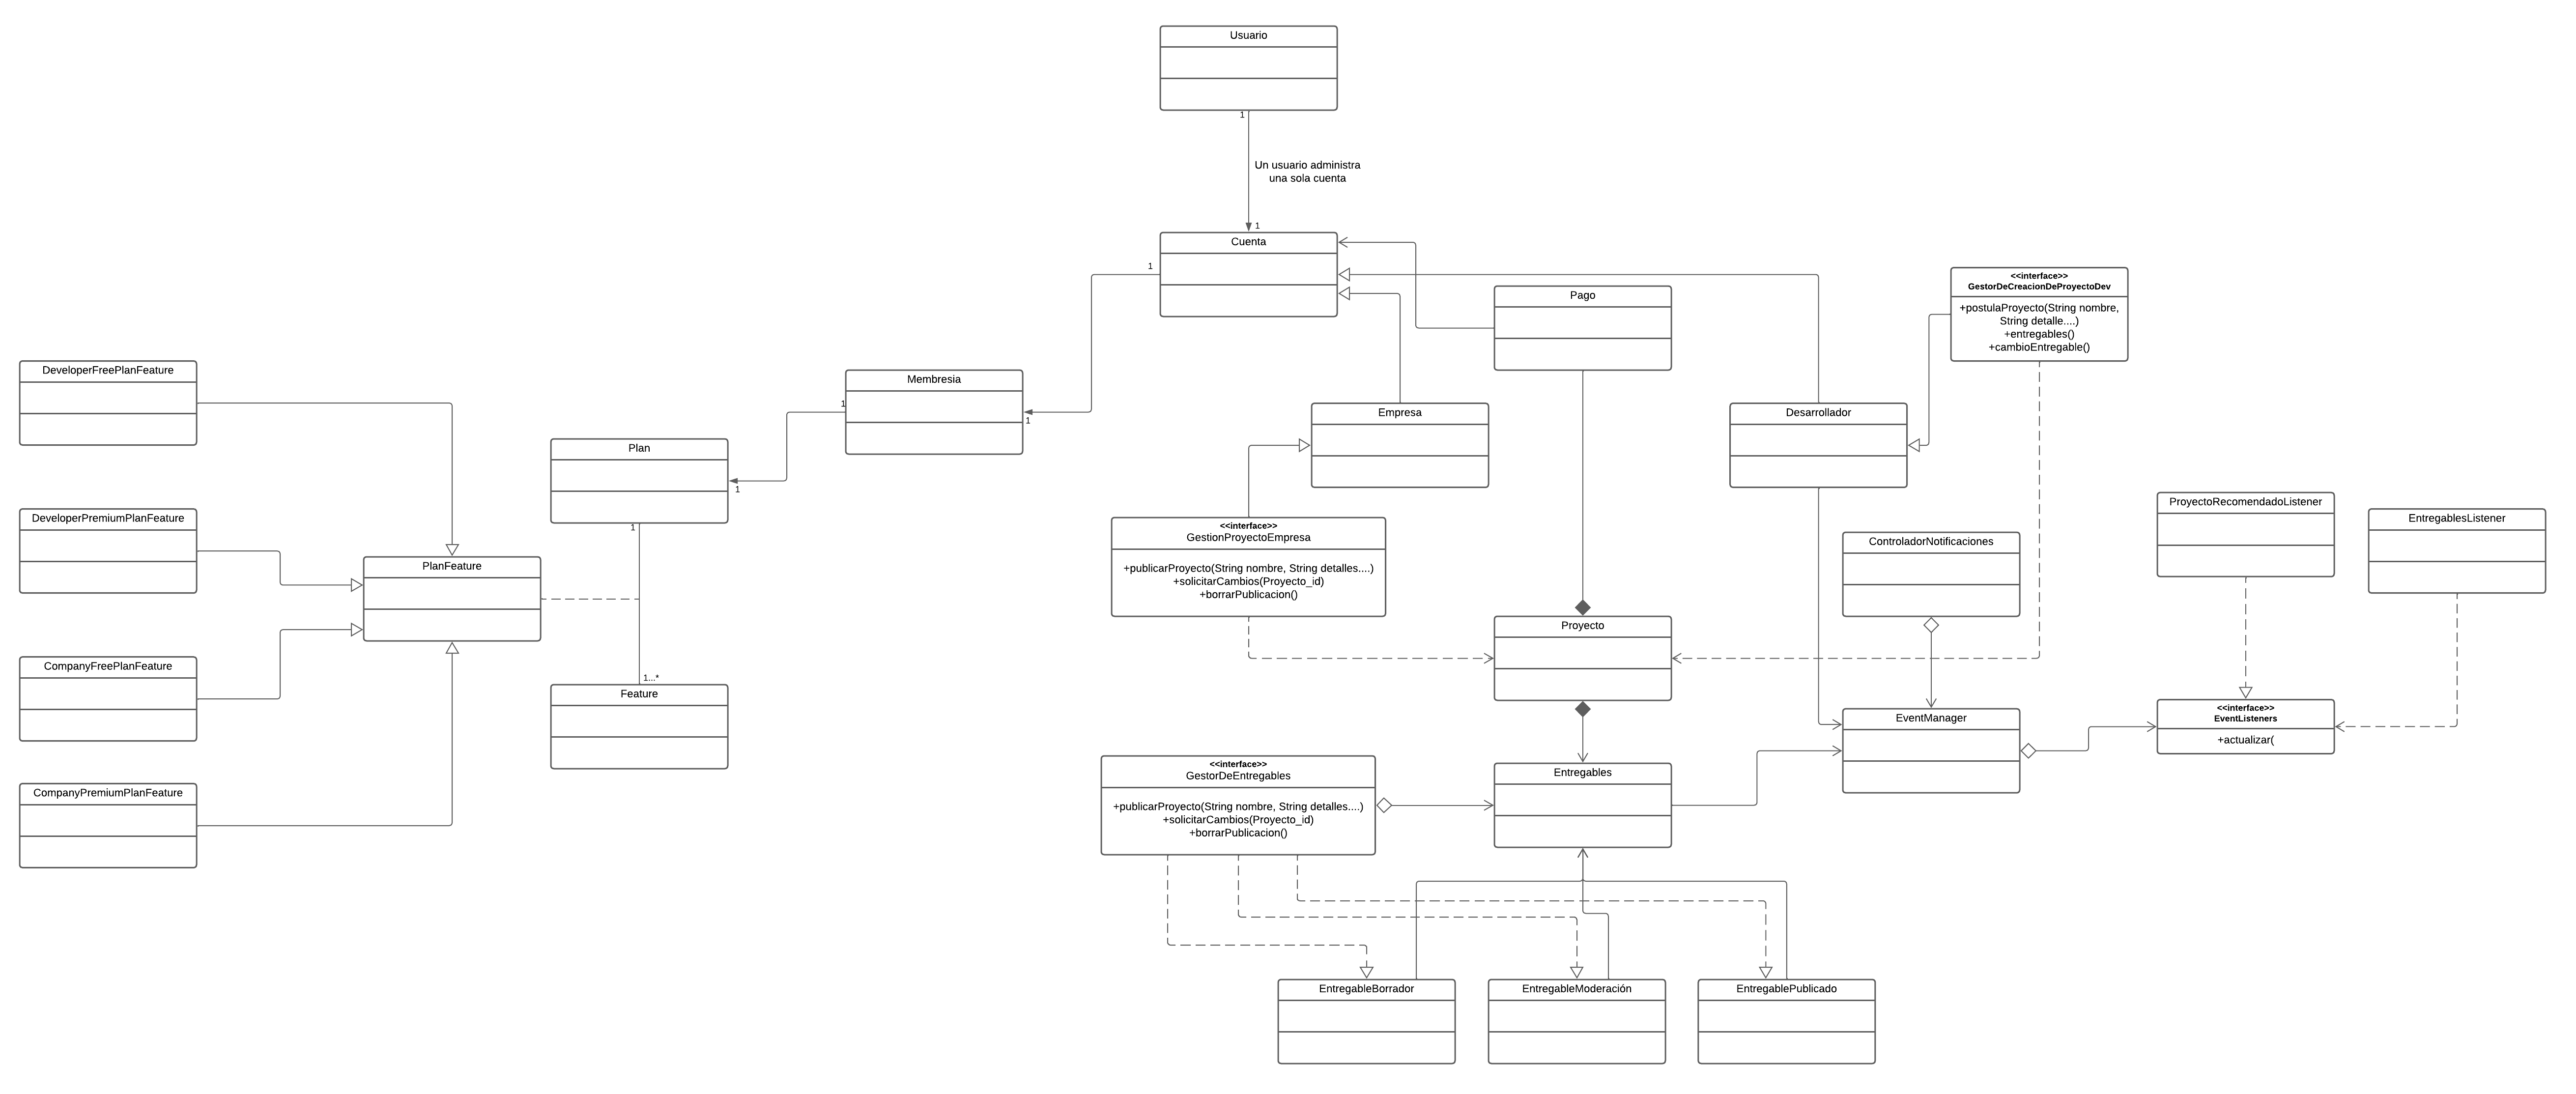 Usuario
1
Un usuario administra
una sola cuenta
1
Cuenta
1
<<interface>>
GestorDeCreacionDeProyectoDev
+postulaProyecto(String nombre,
String detalle....)
+entregables()
+cambioEntregable()
Pago
DeveloperFreePlanFeature
Membresia
1
1
Empresa
Desarrollador
Plan
1
1
ProyectoRecomendadoListener
EntregablesListener
DeveloperPremiumPlanFeature
<<interface>>
GestionProyectoEmpresa
+publicarProyecto(String nombre, String detalles....)
+solicitarCambios(Proyecto_id)
+borrarPublicacion()
ControladorNotificaciones
PlanFeature
Proyecto
CompanyFreePlanFeature
1...*
Feature
EventManager
<<interface>>
EventListeners
+actualizar(
CompanyPremiumPlanFeature
<<interface>>
GestorDeEntregables
+publicarProyecto(String nombre, String detalles....)
+solicitarCambios(Proyecto_id)
+borrarPublicacion()
Entregables
EntregableBorrador
EntregableModeración
EntregablePublicado